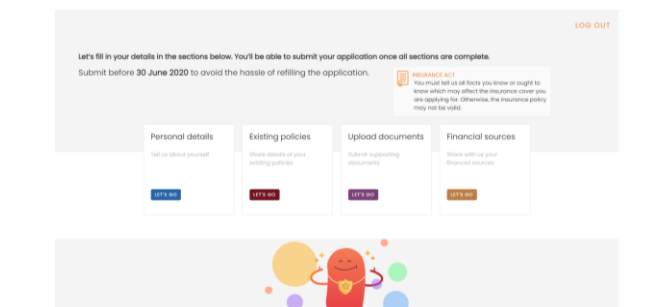 LOG OUT
Let's fill in your details in the sections below. You'll be able to submit your application once all sections are complete.
Submit before 30 June 2020 to avoid the hassle of refilling the application.
INSURANCE ACT
You must tell us all facts you know or ought to
know which may affect the insurance cover you
are applying for. Otherwise, the insurance policy
may not be valid.
Personal details
Tell us about yourself
LET'S GO
Existing policies
Share details of your
existing policies
LET'S GO
Upload documents
Submit supporting
documents
LET'S GO
Financial sources
Share with us your
financial sources
LET'S GO